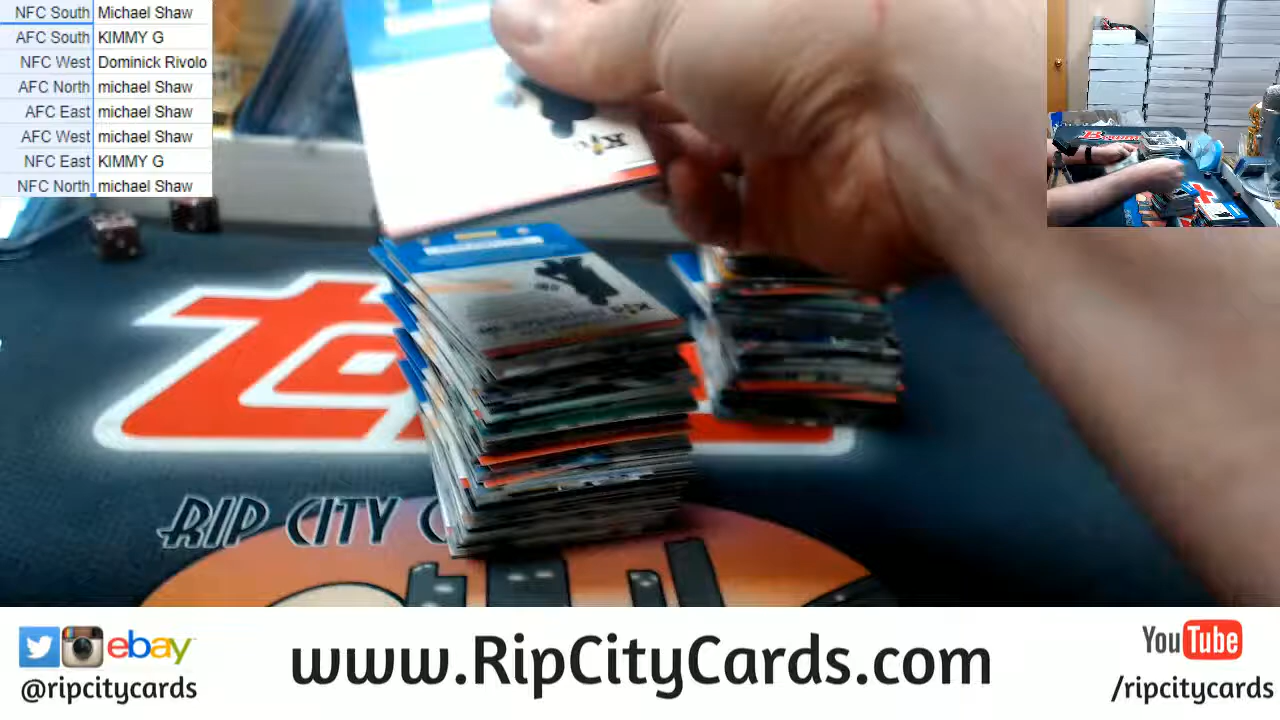 NFC South Michael Shaw
AFC South KIMMY G
NFC West Dominick Rivolo
AFC North michael Shaw
AFC East michael Shaw
AFC West michael Shaw
NFC East KIMMY G
NFC North michael Shaw
RIP CITY
ebay
@ripcitycards
www.RipCityCards.com
YouTube
/ripcitycards